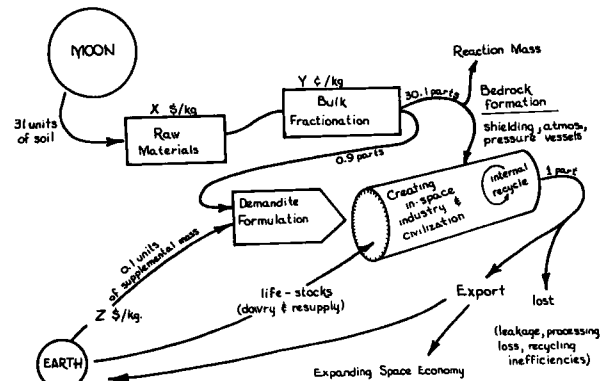 MOON
31 units
of soil
X $/kg
Raw
Materials
Y ¢/kg
Bulk
Fractionation
30.1 parts
Reaction Mass
Bedrock
formation
shielding, atmos,
pressure vessels
0.9 parts
Demandite
Formulation
Creating
in-space
industry &
civilization
internal
recycle
1 part
0.1 units
of supplemental mass
Z $/kg.
life-stocks
(dowry & resupply)
EARTH
Export
lost
(leakage, processing
loss, recycling
inefficiencies)
Expanding Space Economy